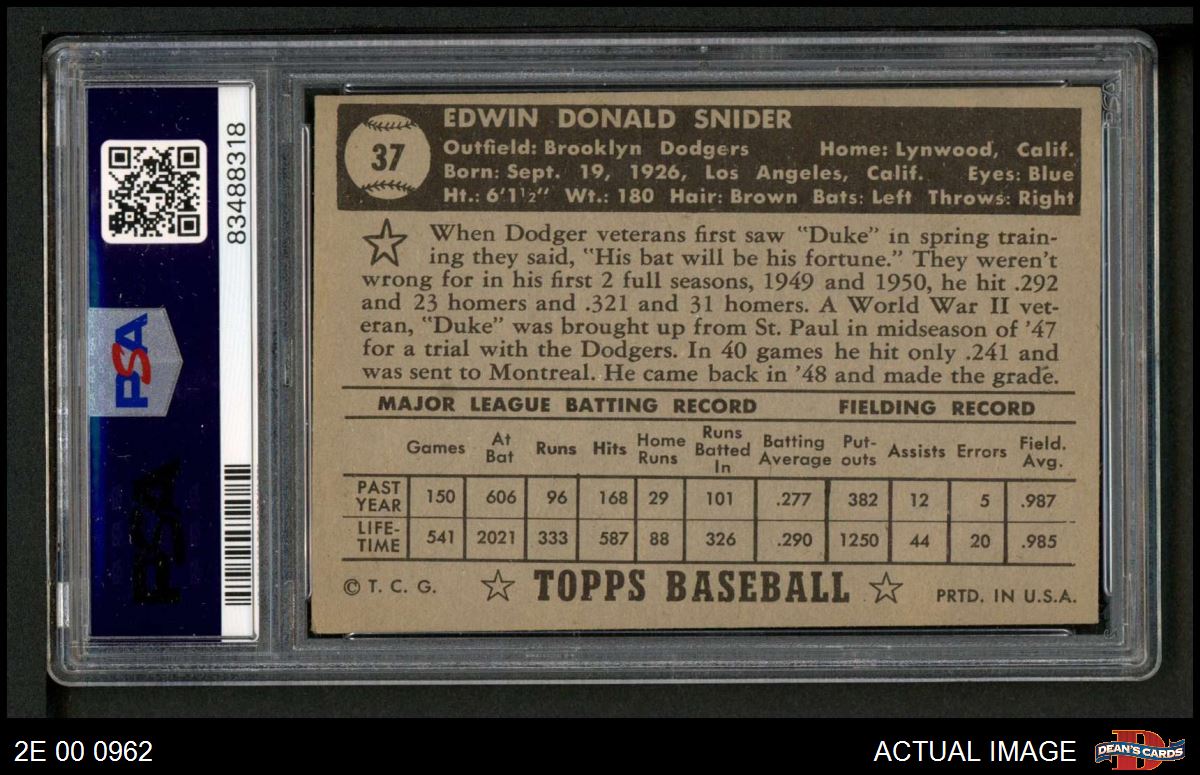 83488318
PSA
PSA
37
EDWIN DONALD SNIDER
Outfield: Brooklyn Dodgers Home: Lynwood, Calif.
Born: Sept. 19, 1926, Los Angeles, Calif. Eyes: Blue
Ht.: 6'1½" Wt.: 180 Hair: Brown Bats: Left Throws: Right
When Dodger veterans first saw "Duke" in spring train-
ing they said, "His bat will be his fortune." They weren't
wrong for in his first 2 full seasons, 1949 and 1950, he hit .292
and 23 homers and .321 and 31 homers. A World War II vet-
eran, "Duke" was brought up from St. Paul in midseason of '47
for a trial with the Dodgers. In 40 games he hit only .241 and
was sent to Montreal. He came back in '48 and made the grade.
MAJOR LEAGUE BATTING RECORD FIELDING RECORD
Games At Bat Runs Hits Home Runs Runs Batted In Batting Average Put-outs Assists Errors Field. Avg.
PAST YEAR 150 606 96 168 29 101 .277 382 12 5 .987
LIFE-TIME 541 2021 333 587 88 326 .290 1250 44 20 .985
© T. C. G. TOPPS BASEBALL PRTD. IN U.S.A.
2E 00 0962 ACTUAL IMAGE DEAN'S CARDS